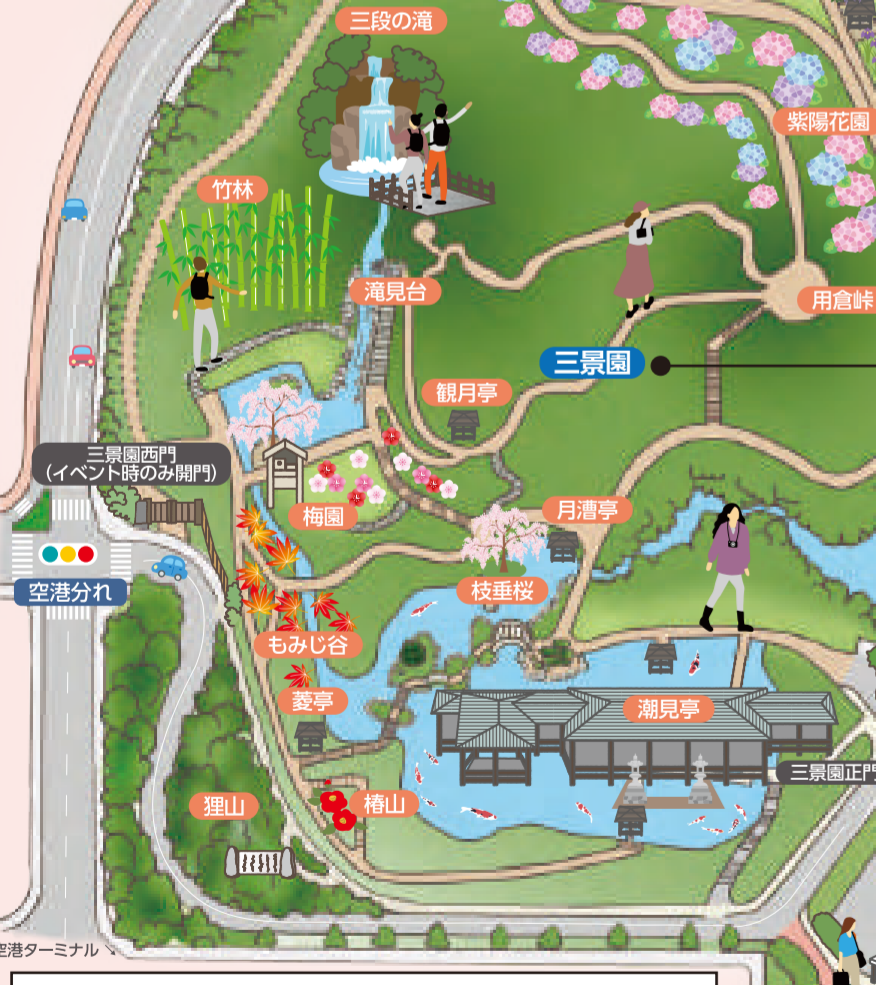 三段の滝
紫陽花園
竹林
滝見台
用倉峠
三景園
観月亭
三景園西門
(イベント時のみ開門)
梅園
月漕亭
空港分れ
枝垂桜
もみじ谷
菱亭
潮見亭
三景園正門
狸山
椿山
空港ターミナル